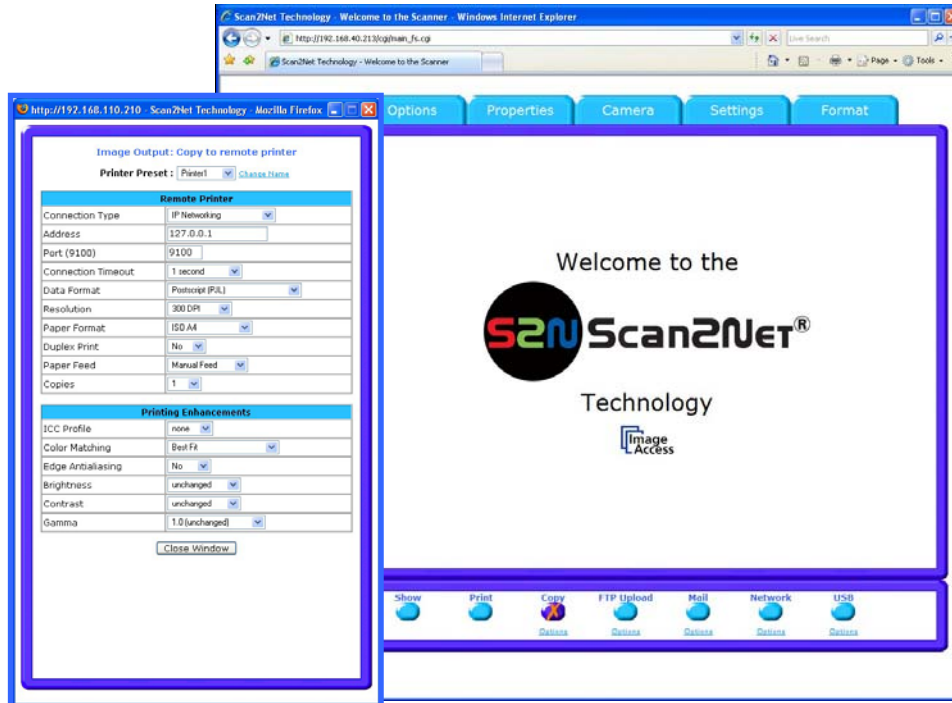 Scan2Net Technology - Welcome to the Scanner - Windows Internet Explorer
http://192.168.40.213/cgi/main_fs.cgi
Live Search
Scan2Net Technology - Welcome to the Scanner
Page
Tools
Options
Properties
Camera
Settings
Format
Welcome to the
S2N Scan2Net®
Technology
Image
Access
Show
Print
Copy
FTP Upload
Mail
Network
USB
X
Options
Options
Options
Options
Options
http://192.168.110.210 - Scan2Net Technology - Mozilla Firefox
Image Output: Copy to remote printer
Printer Preset : Printer1 Change Name
Remote Printer
Connection Type IP Networking
Address 127.0.0.1
Port (9100) 9100
Connection Timeout 1 second
Data Format Postscript (PJL)
Resolution 300 DPI
Paper Format ISO A4
Duplex Print No
Paper Feed Manual Feed
Copies 1
Printing Enhancements
ICC Profile none
Color Matching Best Fit
Edge Antialiasing No
Brightness unchanged
Contrast unchanged
Gamma 1.0 (unchanged)
Close Window